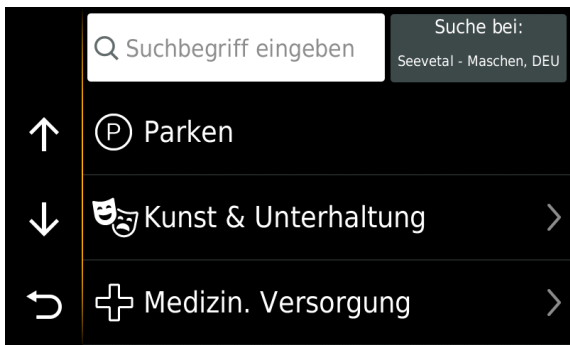 Suchbegriff eingeben
Suche bei:
Seevetal - Maschen, DEU
P Parken
Kunst & Unterhaltung
Medizin. Versorgung